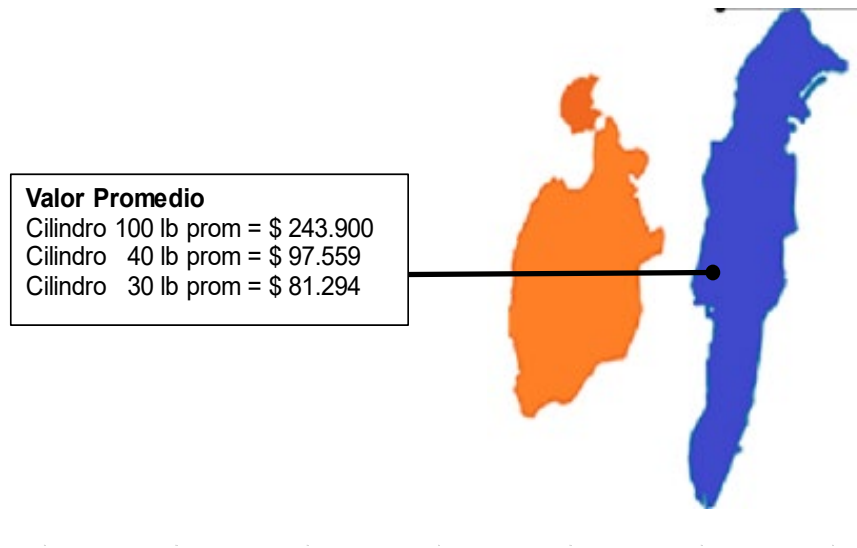 Valor Promedio
Cilindro 100 lb prom = $ 243.900
Cilindro 40 lb prom = $ 97.559
Cilindro 30 lb prom = $ 81.294